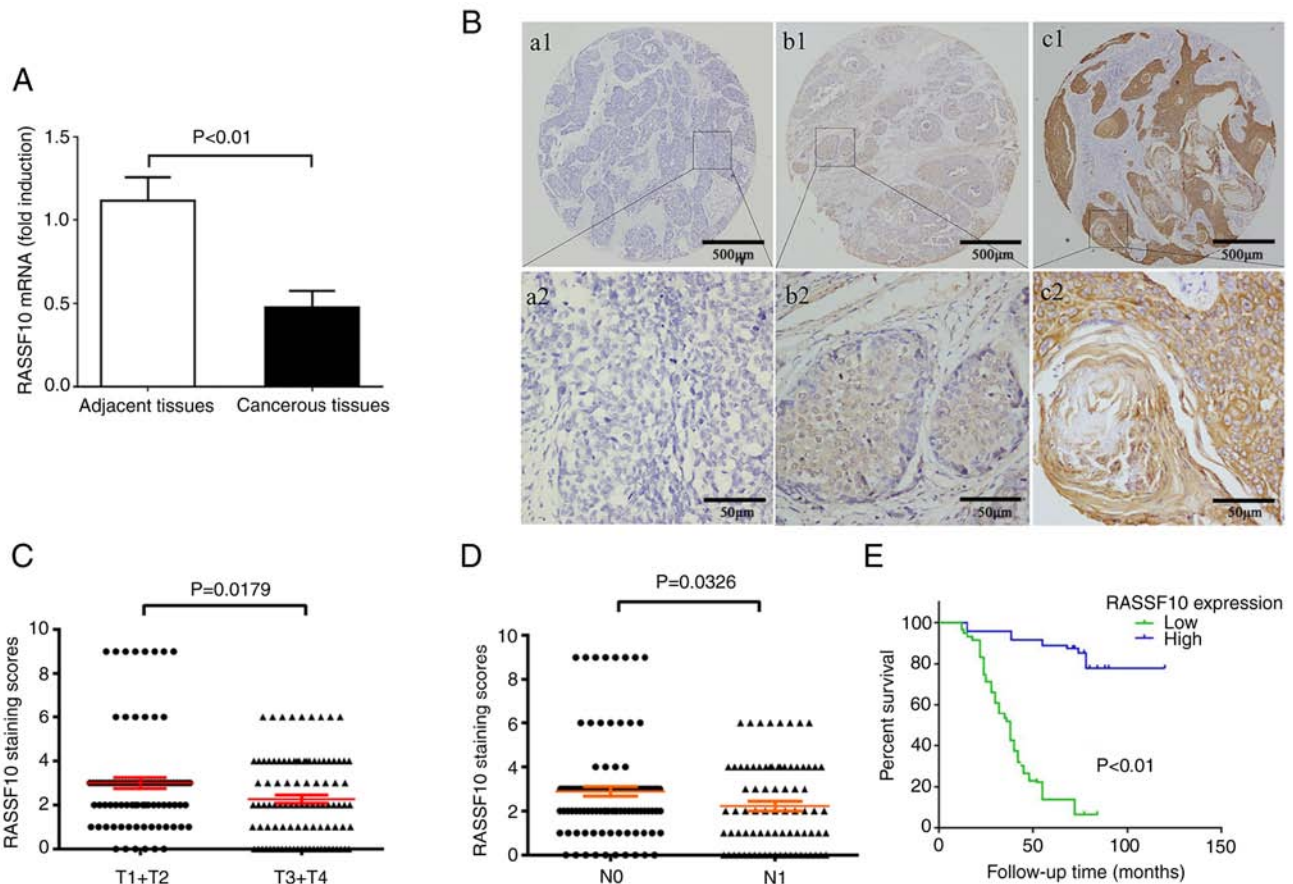 A
RASSF10 mRNA (fold induction)
1.5
1.0
0.5
0.0
P<0.01
Adjacent tissues
Cancerous tissues
B
a1
500μm
b1
500μm
c1
500μm
a2
50μm
b2
50μm
c2
50μm
C
P=0.0179
RASSF10 staining scores
10
8
6
4
2
0
T1+T2
T3+T4
D
P=0.0326
RASSF10 staining scores
10
8
6
4
2
0
N0
N1
E
RASSF10 expression
Low
High
Percent survival
100
80
60
40
20
0
P<0.01
0
50
100
150
Follow-up time (months)